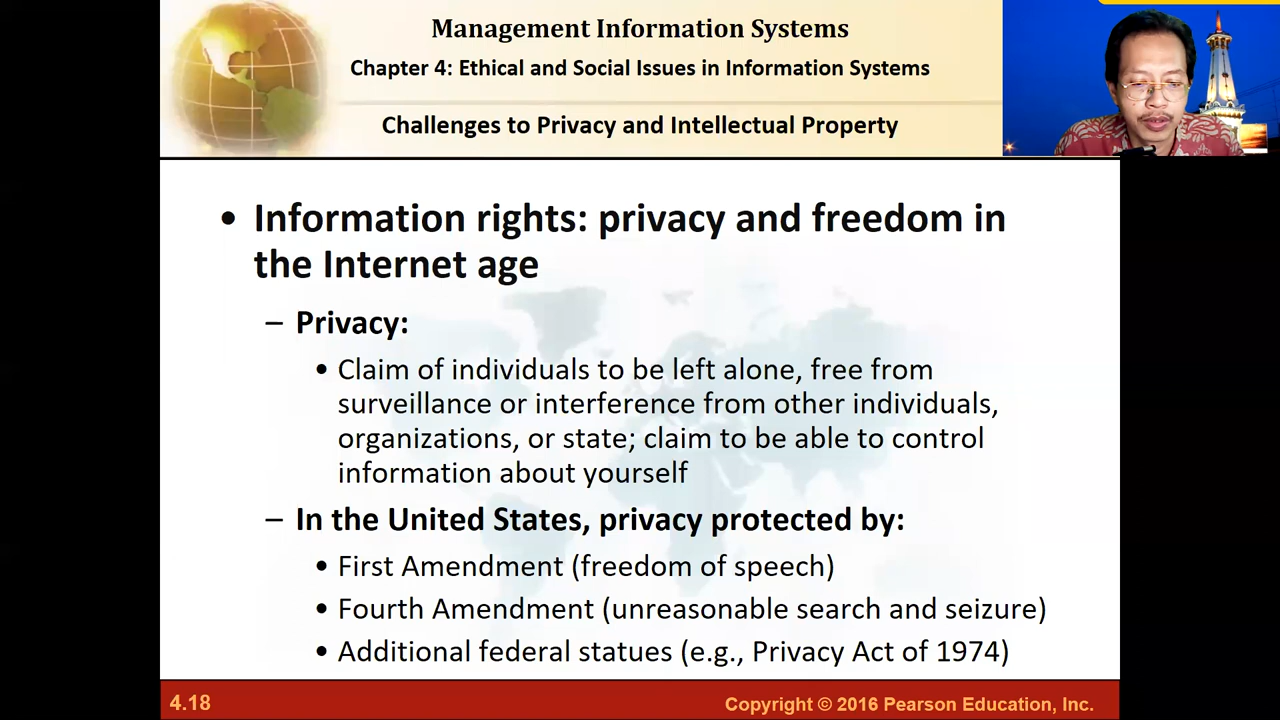 Management Information Systems
Chapter 4: Ethical and Social Issues in Information Systems
Challenges to Privacy and Intellectual Property
• Information rights: privacy and freedom in
the Internet age
– Privacy:
• Claim of individuals to be left alone, free from
surveillance or interference from other individuals,
organizations, or state; claim to be able to control
information about yourself
– In the United States, privacy protected by:
• First Amendment (freedom of speech)
• Fourth Amendment (unreasonable search and seizure)
• Additional federal statues (e.g., Privacy Act of 1974)
4.18
Copyright © 2016 Pearson Education, Inc.